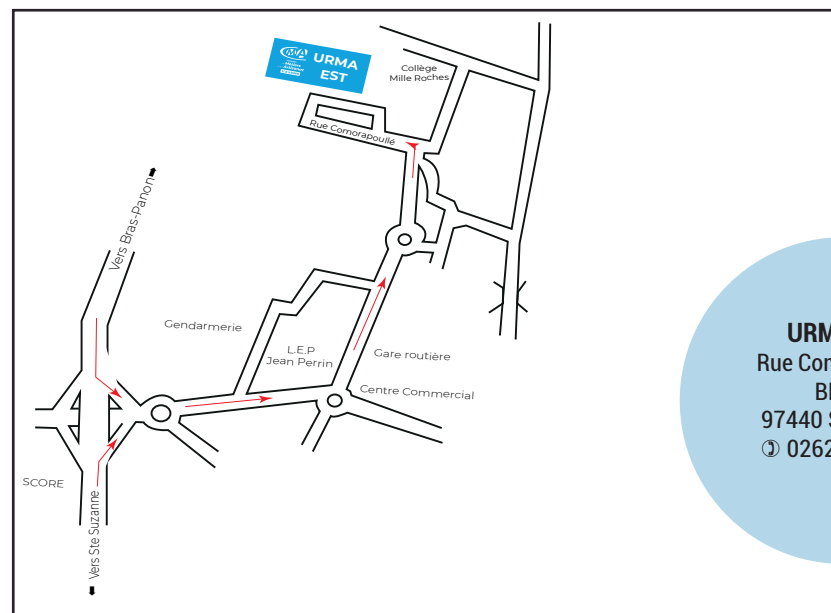 CMA
URMA
EST
Collège
Mille Roches
Rue Comorapoullé
Vers Bras-Panon
Gendarmerie
L.E.P
Jean Perrin
Gare routière
Centre Commercial
SCORE
Vers Ste Suzanne
URM
Rue Com
97440 S
0262